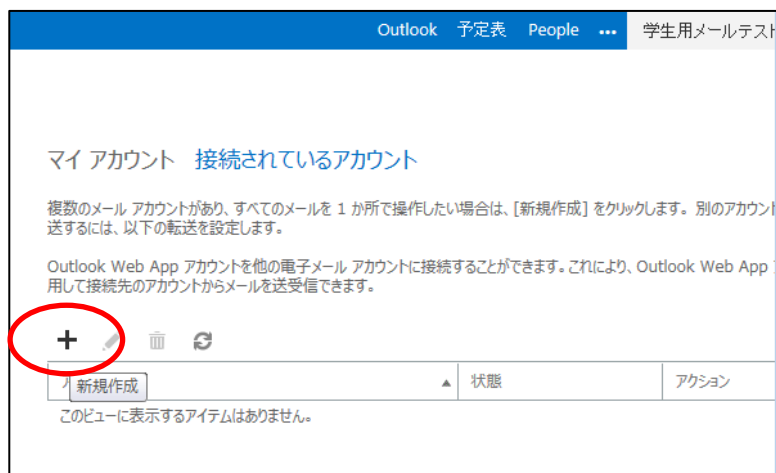 Outlook 予定表 People ••• 学生用メールテスト
マイ アカウント 接続されているアカウント
複数のメール アカウントがあり、すべてのメールを 1 か所で操作したい場合は、[新規作成] をクリックします。別のアカウント
送するには、以下の転送を設定します。
Outlook Web App アカウントを他の電子メール アカウントに接続することができます。これにより、Outlook Web App
用して接続先のアカウントからメールを送受信できます。
新規作成 ▲ 状態 アクション
このビューに表示するアイテムはありません。